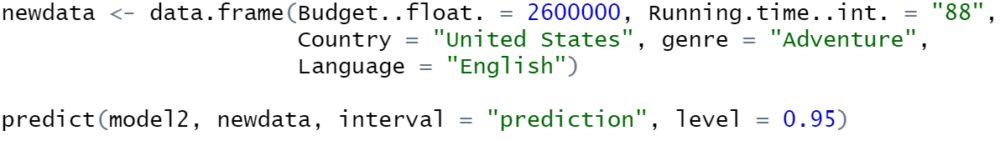 newdata <- data.frame(Budget..float. = 2600000, Running.time..int. = "88",
Country = "United States", genre = "Adventure",
Language = "English")
predict(model2, newdata, interval = "prediction", level = 0.95)